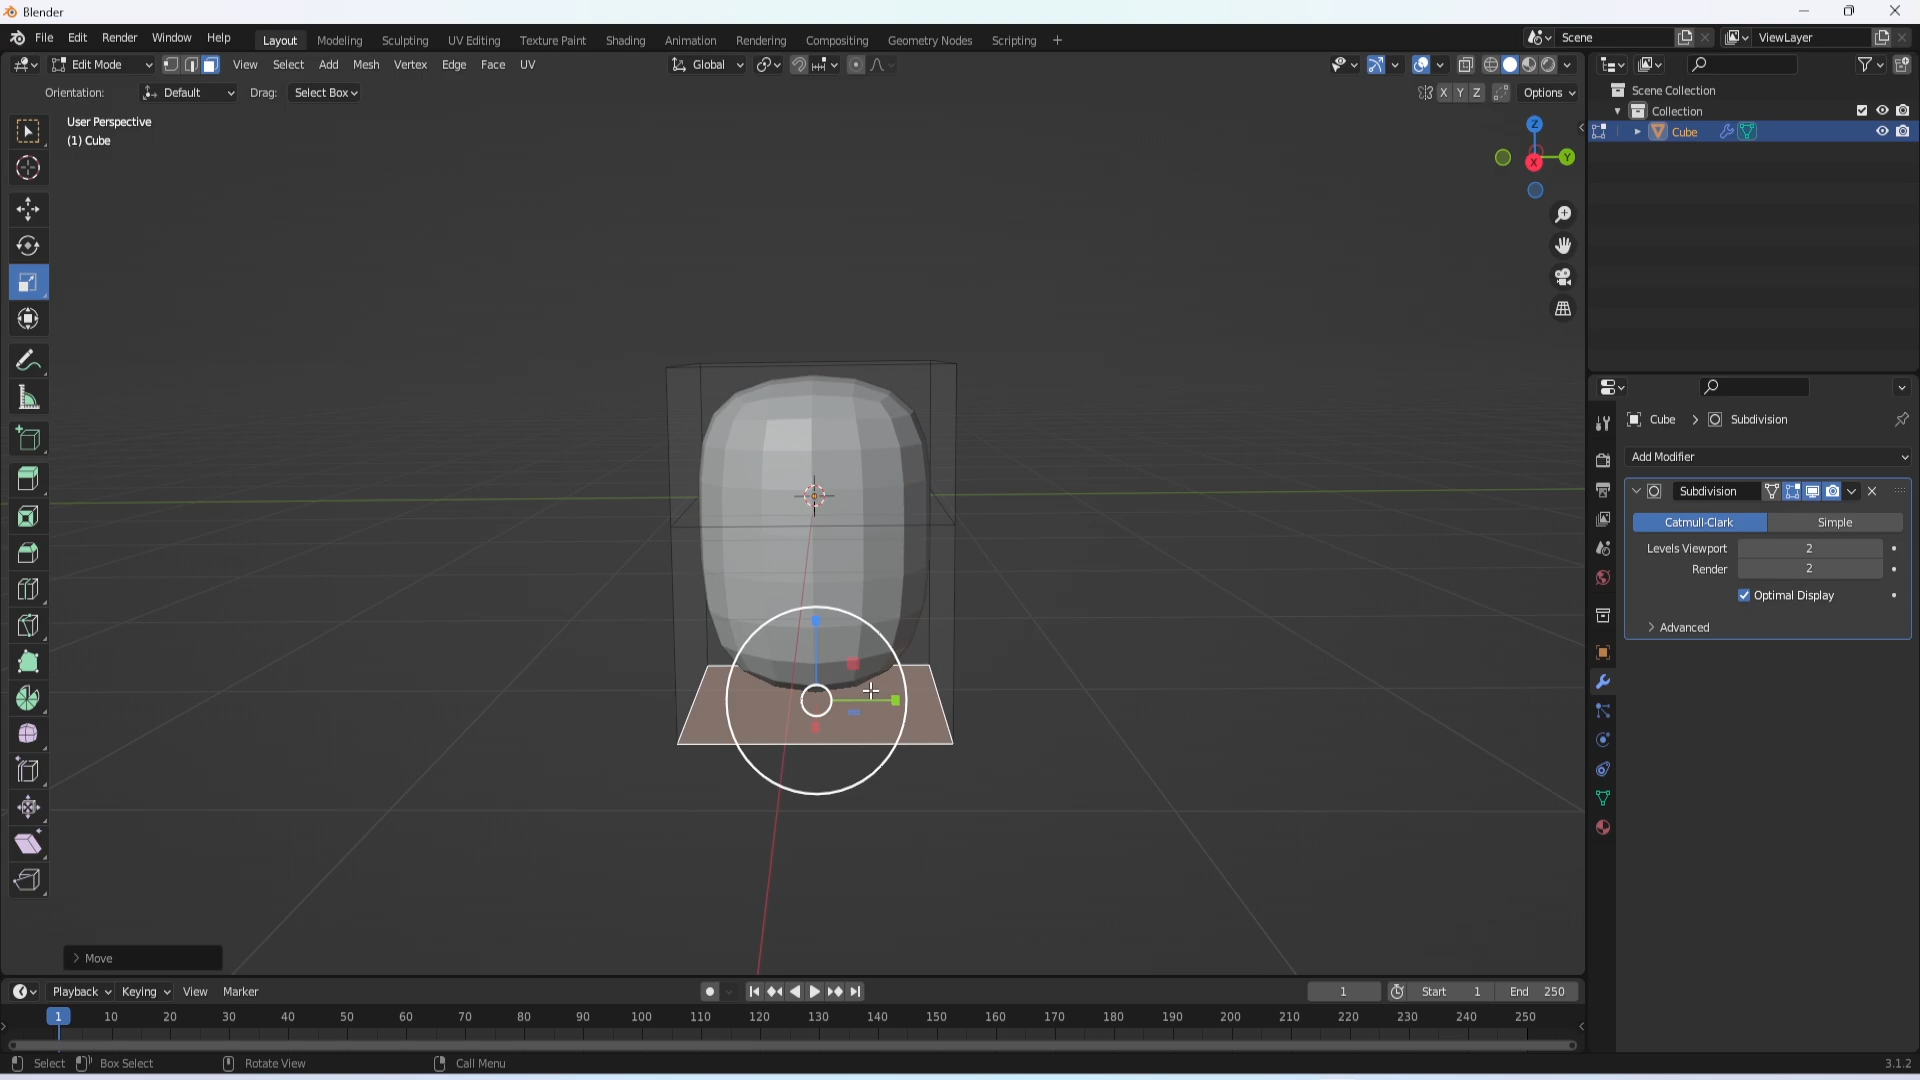 Blender
File Edit Render Window Help Layout Modeling Sculpting UV Editing Texture Paint Shading Animation Rendering Compositing Geometry Nodes Scripting + Scene ViewLayer
Edit Mode View Select Add Mesh Vertex Edge Face UV Global
Orientation: Default Drag: Select Box X Y Z Options
User Perspective
(1) Cube
Z
Y
X
Scene Collection
Collection
Cube
Cube > Subdivision
Add Modifier
Subdivision
Catmull-Clark Simple
Levels Viewport 2
Render 2
Optimal Display
> Advanced
> Move
Playback Keying View Marker 1 Start 1 End 250
1 10 20 30 40 50 60 70 80 90 100 110 120 130 140 150 160 170 180 190 200 210 220 230 240 250
Select Box Select Rotate View Call Menu 3.1.2